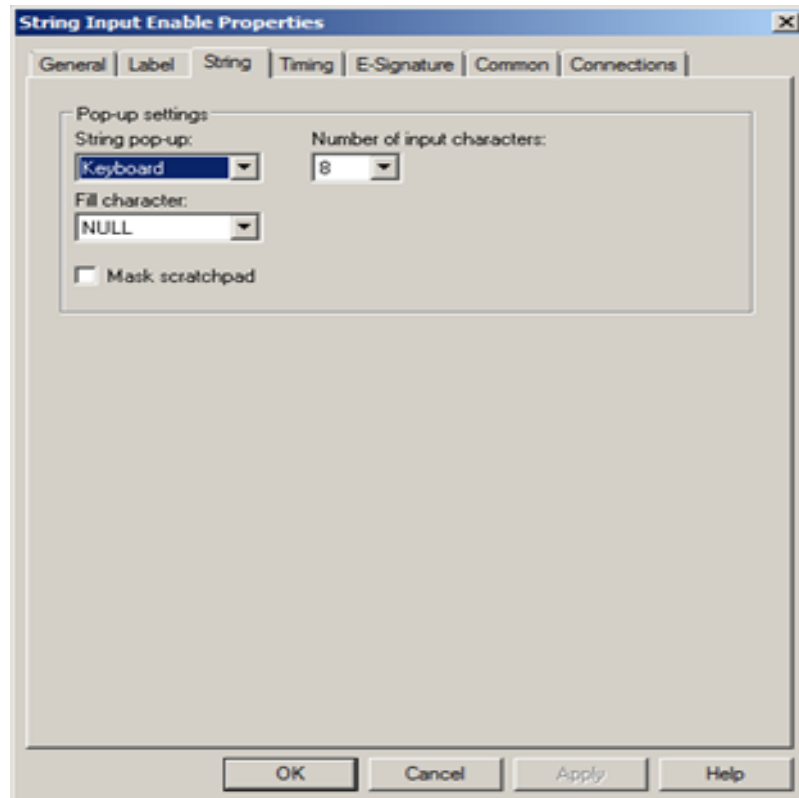 String Input Enable Properties
General Label String Timing E-Signature Common Connections
Pop-up settings
String pop-up: Number of input characters:
Keyboard 8
Fill character:
NULL
Mask scratchpad
OK Cancel Apply Help